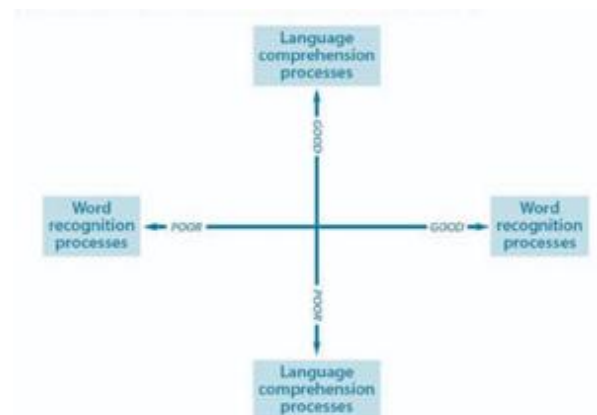 Language
comprehension
processes
GOOD
Word
recognition
processes
POOR
GOOD
Word
recognition
processes
POOR
Language
comprehension
processes